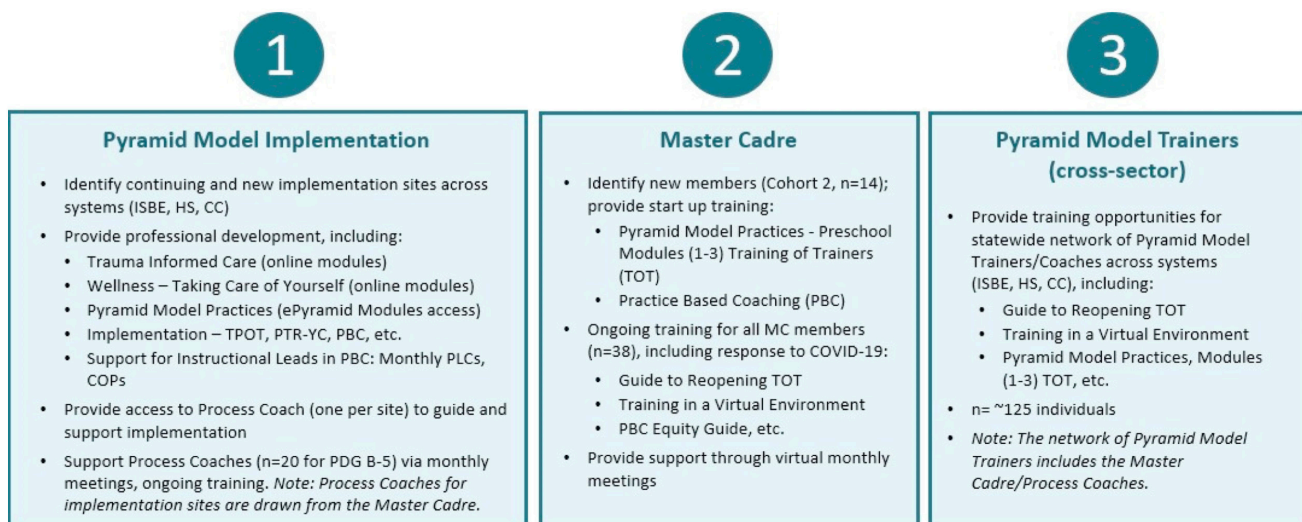 1
Pyramid Model Implementation
• Identify continuing and new implementation sites across
systems (ISBE, HS, CC)
• Provide professional development, including:
• Trauma Informed Care (online modules)
• Wellness – Taking Care of Yourself (online modules)
• Pyramid Model Practices (ePyramid Modules access)
• Implementation – TPOT, PTR-YC, PBC, etc.
• Support for Instructional Leads in PBC: Monthly PLCs,
COPs
• Provide access to Process Coach (one per site) to guide and
support implementation
• Support Process Coaches (n=20 for PDG B-5) via monthly
meetings, ongoing training. Note: Process Coaches for
implementation sites are drawn from the Master Cadre.
2
Master Cadre
• Identify new members (Cohort 2, n=14);
provide start up training:
• Pyramid Model Practices - Preschool
Modules (1-3) Training of Trainers
(TOT)
• Practice Based Coaching (PBC)
• Ongoing training for all MC members
(n=38), including response to COVID-19:
• Guide to Reopening TOT
• Training in a Virtual Environment
• PBC Equity Guide, etc.
• Provide support through virtual monthly
meetings
3
Pyramid Model Trainers
(cross-sector)
• Provide training opportunities for
statewide network of Pyramid Model
Trainers/Coaches across systems
(ISBE, HS, CC), including:
• Guide to Reopening TOT
• Training in a Virtual Environment
• Pyramid Model Practices, Modules
(1-3) TOT, etc.
• n= ~125 individuals
• Note: The network of Pyramid Model
Trainers includes the Master
Cadre/Process Coaches.